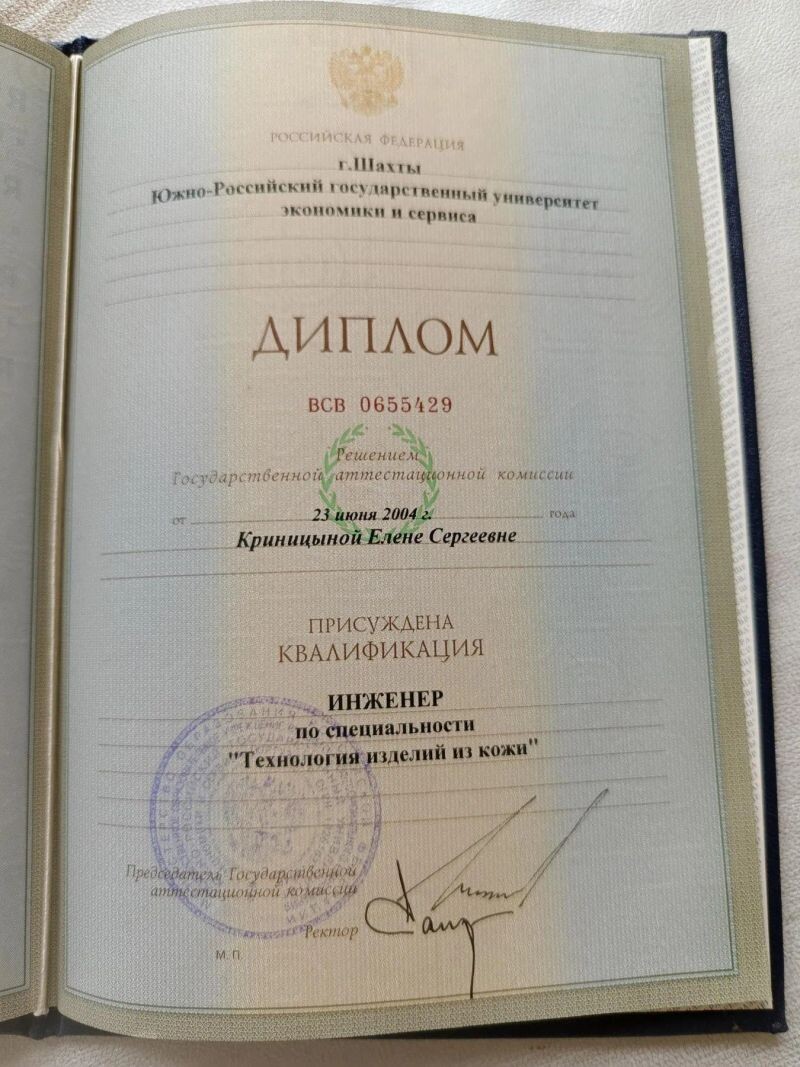 РОССИЙСКАЯ ФЕДЕРАЦИЯ
г.Шахты
Южно-Российский государственный университет
экономики и сервиса
ДИПЛОМ
ВСВ 0655429
Решением
Государственной аттестационной комиссии
от 23 июня 2004 г. года
Криницыной Елене Сергеевне
ПРИСУЖДЕНА
КВАЛИФИКАЦИЯ
ИНЖЕНЕР
по специальности
"Технология изделий из кожи"
Председатель Государственной
аттестационной комиссии
Ректор
М. П.